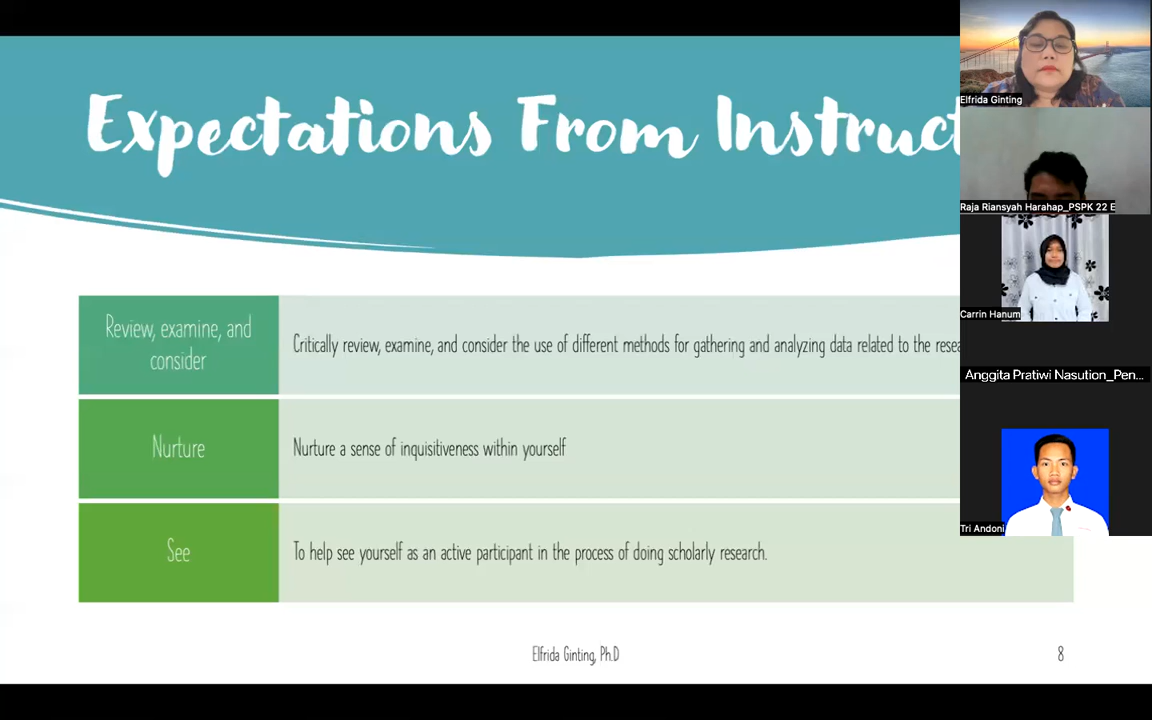 Expectations From Instruct
Review, examine, and
consider
Critically review, examine, and consider the use of different methods for gathering and analyzing data related to the resea
Nurture
Nurture a sense of inquisitiveness within yourself
See
To help see yourself as an active participant in the process of doing scholarly research.
Elfrida Ginting, Ph.D
8
Elfrida Ginting
Raja Riansyah Harahap_PSPK 22 E
Carrin Hanum
Anggita Pratiwi Nasution_Pen...
Tri Andoni